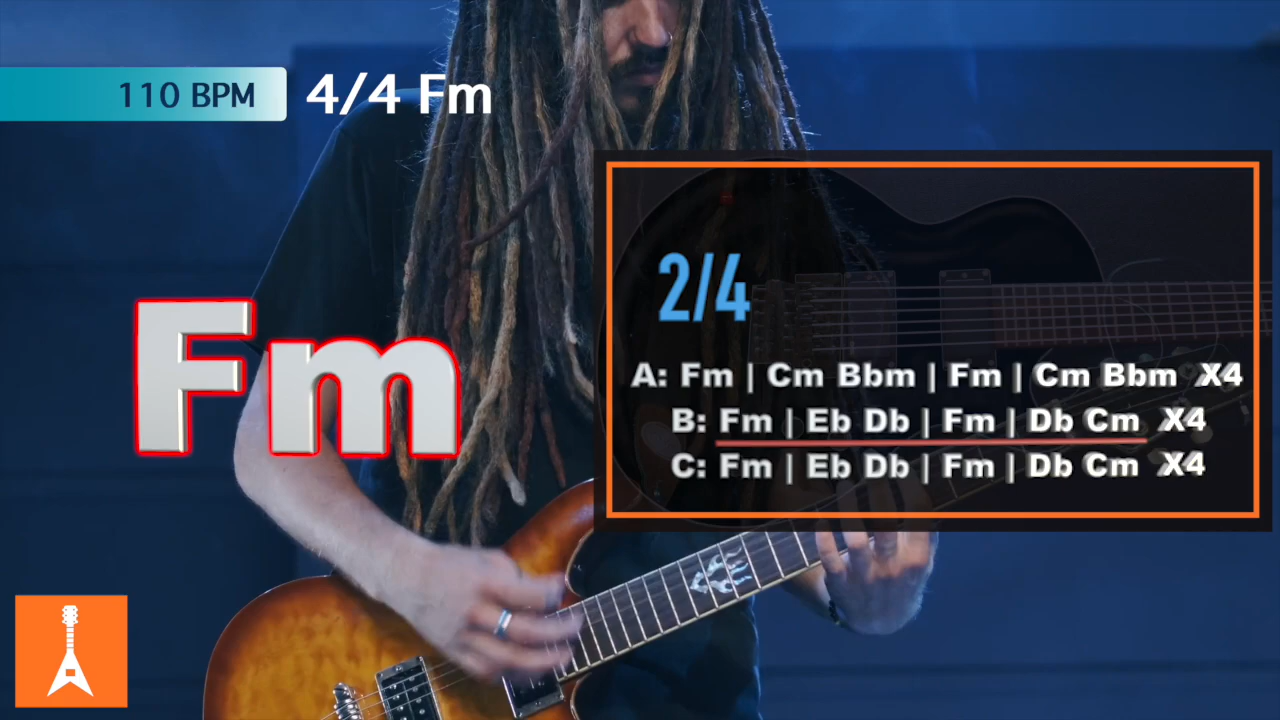 110 BPM
4/4 Fm
Fm
2/4
A: Fm | Cm Bbm | Fm | Cm Bbm X4
B: Fm | Eb Db | Fm | Db Cm X4
C: Fm | Eb Db | Fm | Db Cm X4